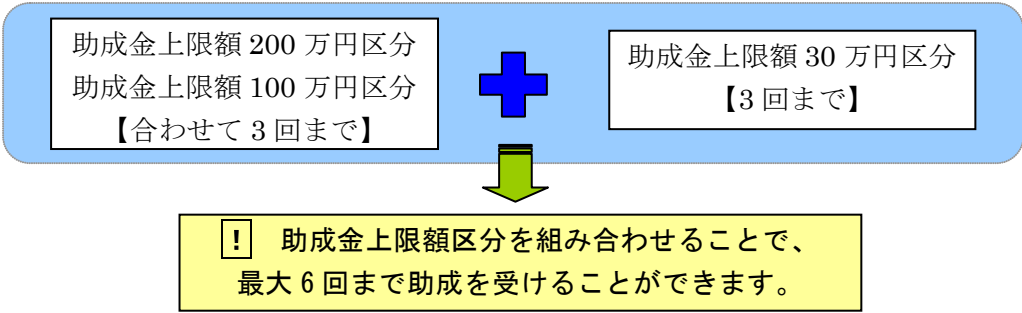 助成金上限額 200 万円区分
助成金上限額 100 万円区分
【合わせて 3 回まで】
助成金上限額 30 万円区分
【3 回まで】
! 助成金上限額区分を組み合わせることで、
最大 6 回まで助成を受けることができます。